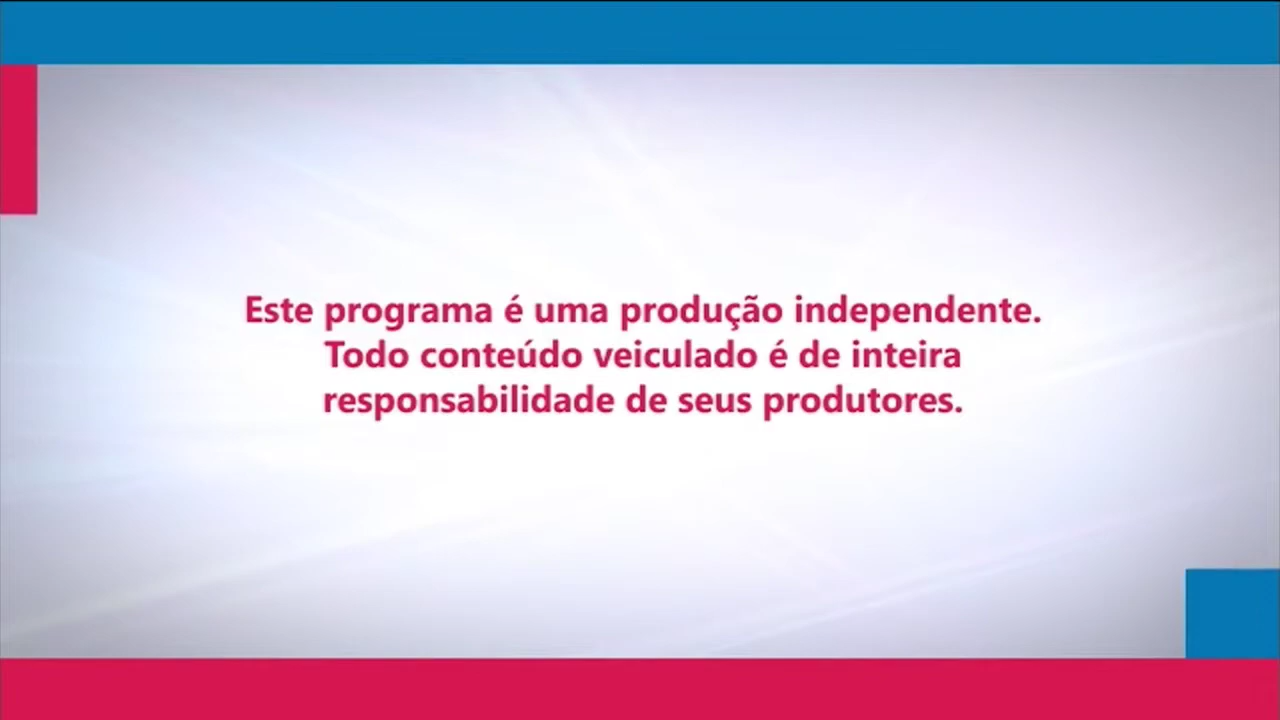 Este programa é uma produção independente.
Todo conteúdo veiculado é de inteira
responsabilidade de seus produtores.